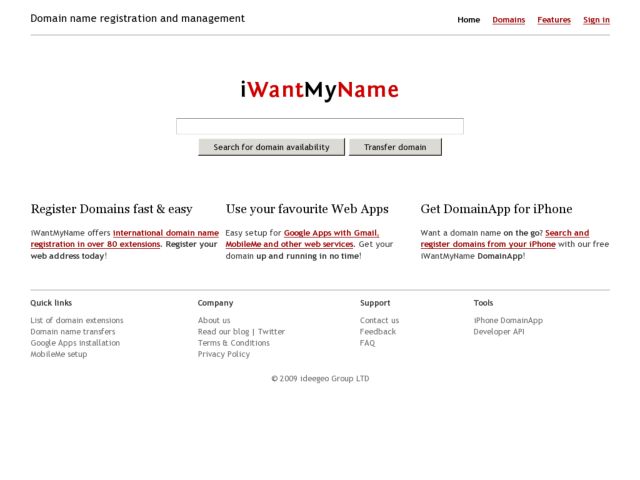 Domain name registration and management
Home Domains Features Sign in
iWantMyName
Search for domain availability Transfer domain
Register Domains fast & easy
iWantMyName offers international domain name
registration in over 80 extensions. Register your
web address today!
Use your favourite Web Apps
Easy setup for Google Apps with Gmail,
MobileMe and other web services. Get your
domain up and running in no time!
Get DomainApp for iPhone
Want a domain name on the go? Search and
register domains from your iPhone with our free
iWantMyName DomainApp!
Quick links
List of domain extensions
Domain name transfers
Google Apps installation
MobileMe setup
Company
About us
Read our blog | Twitter
Terms & Conditions
Privacy Policy
Support
Contact us
Feedback
FAQ
Tools
iPhone DomainApp
Developer API
© 2009 ideegeo Group LTD